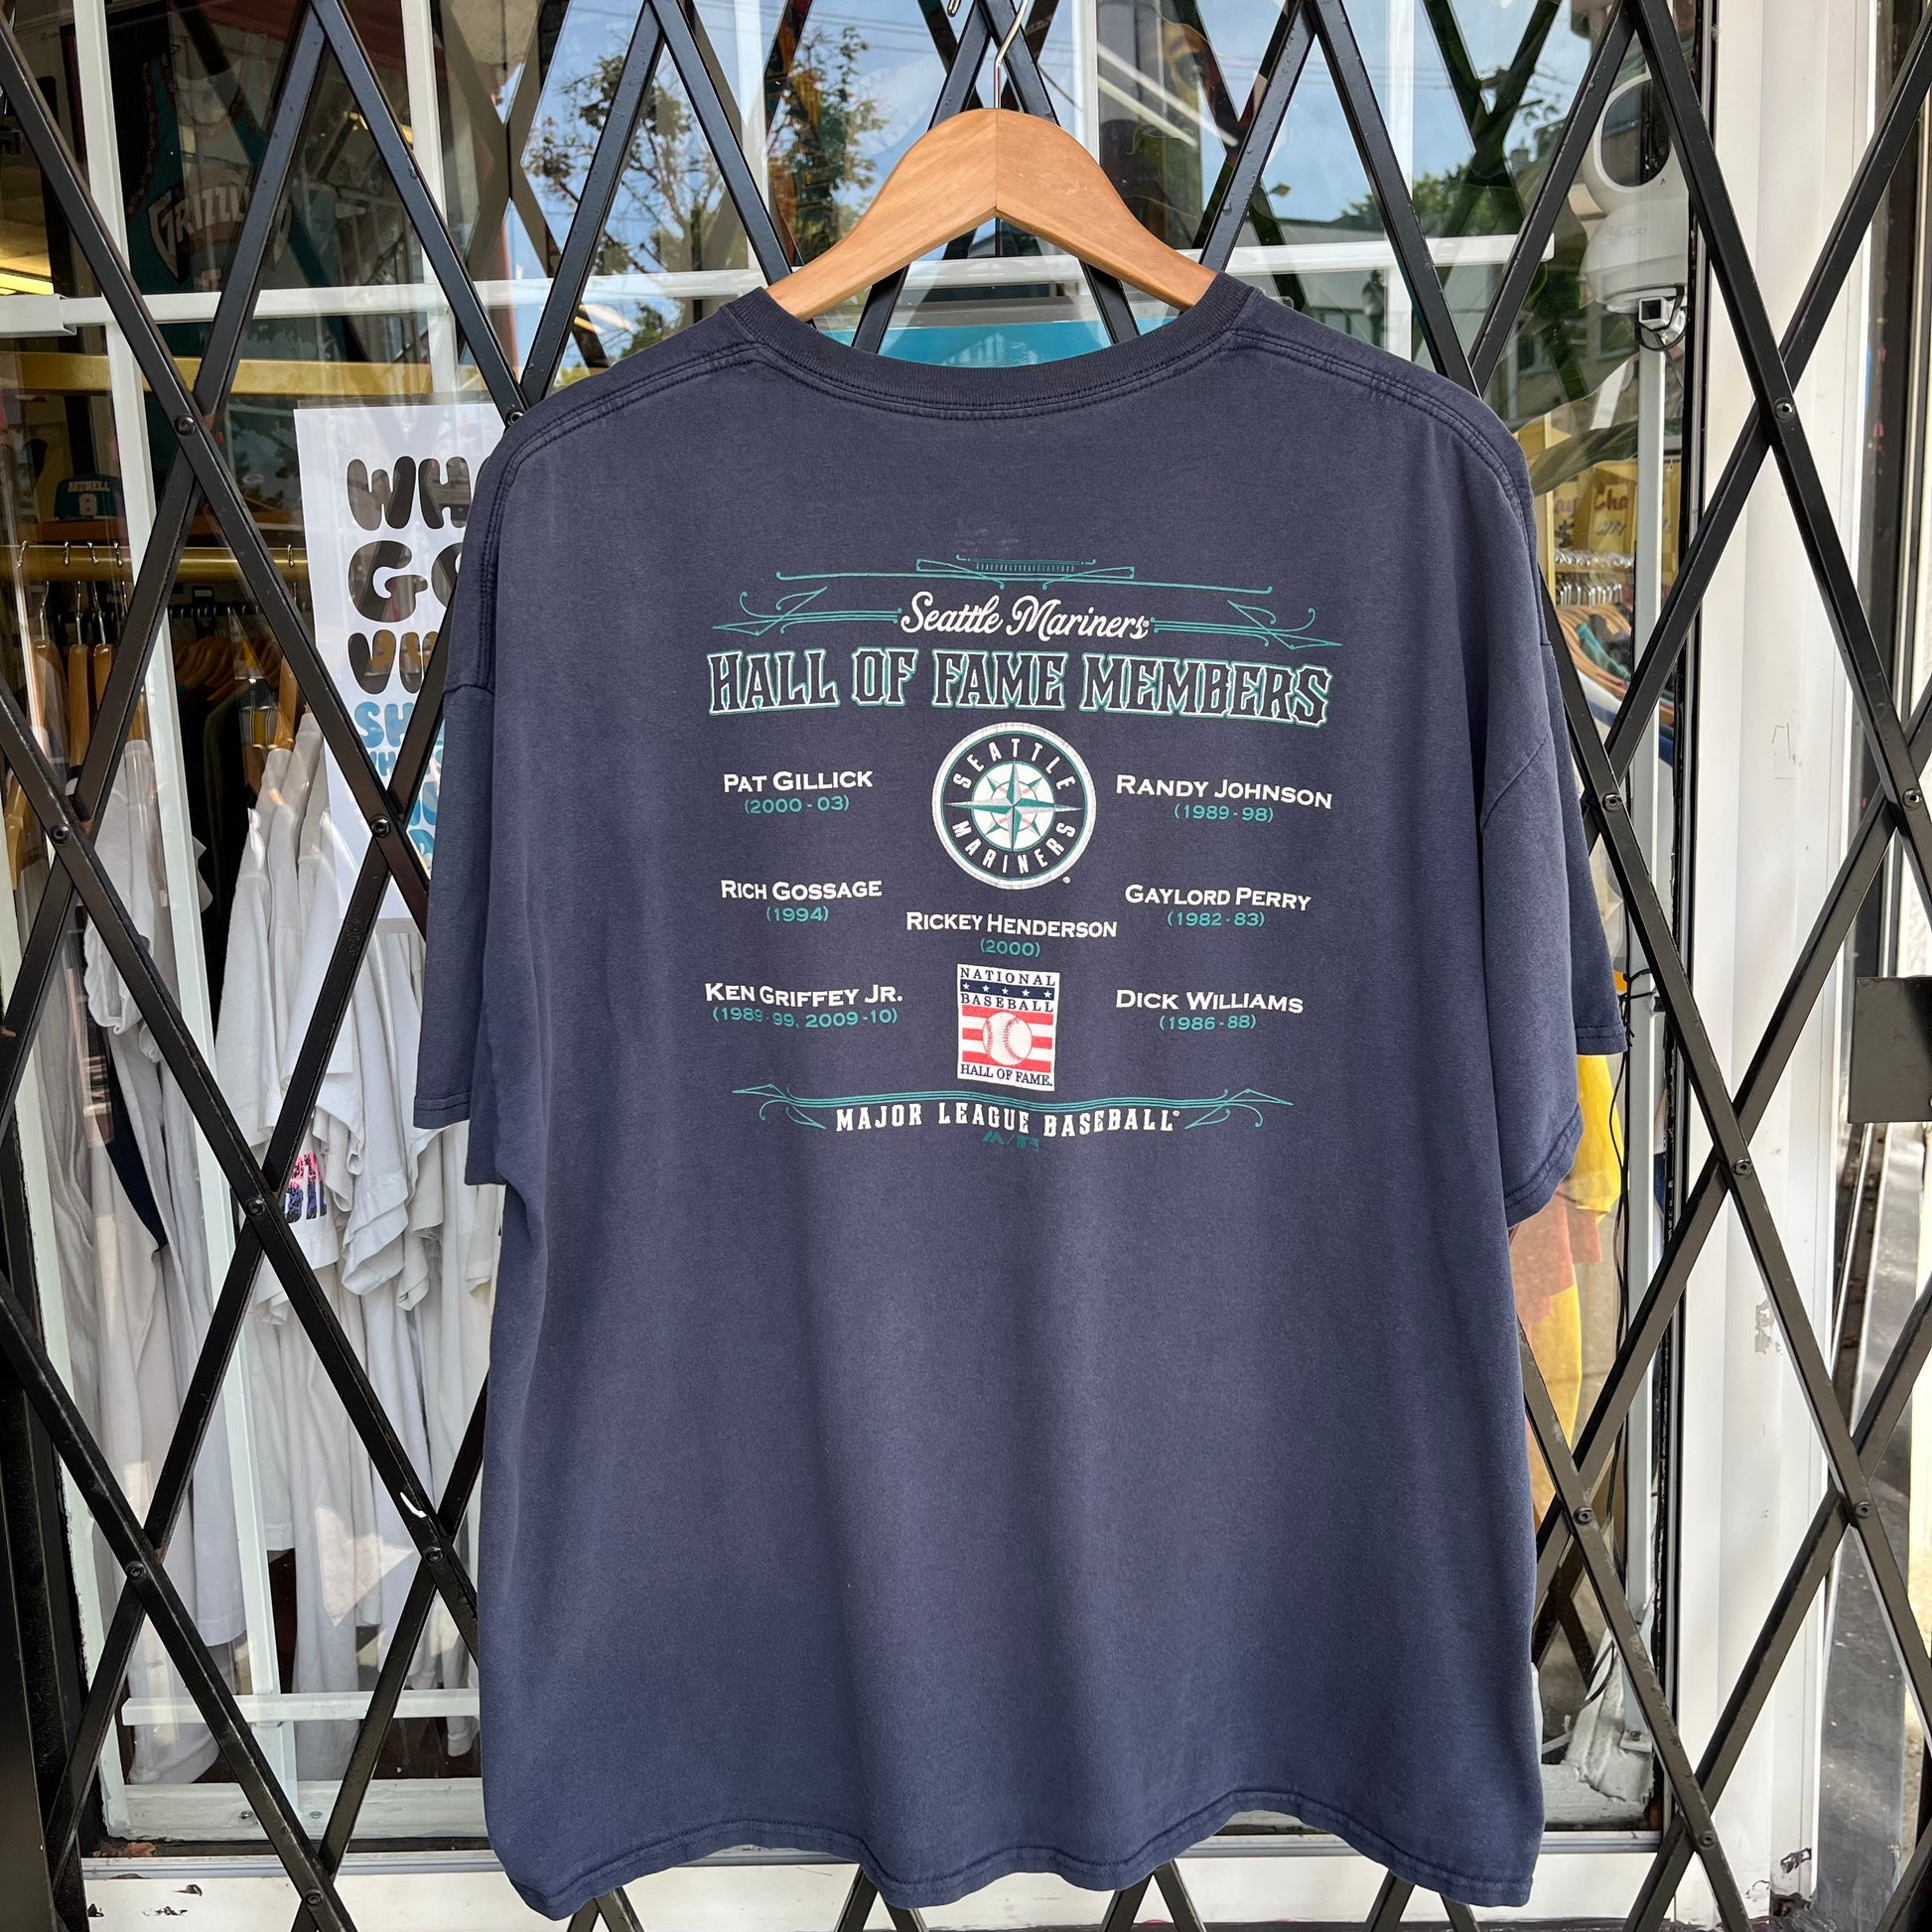 Seattle Mariners
HALL OF FAME MEMBERS
SEATTLE
MARINERS
PAT GILLICK
(2000-03)
RANDY JOHNSON
(1989-98)
RICH GOSSAGE
(1994)
GAYLORD PERRY
(1982-83)
RICKEY HENDERSON
(2000)
KEN GRIFFEY JR.
(1989-99, 2009-10)
DICK WILLIAMS
(1986-88)
NATIONAL
BASEBALL
HALL OF FAME
MAJOR LEAGUE BASEBALL®
GRIZZL